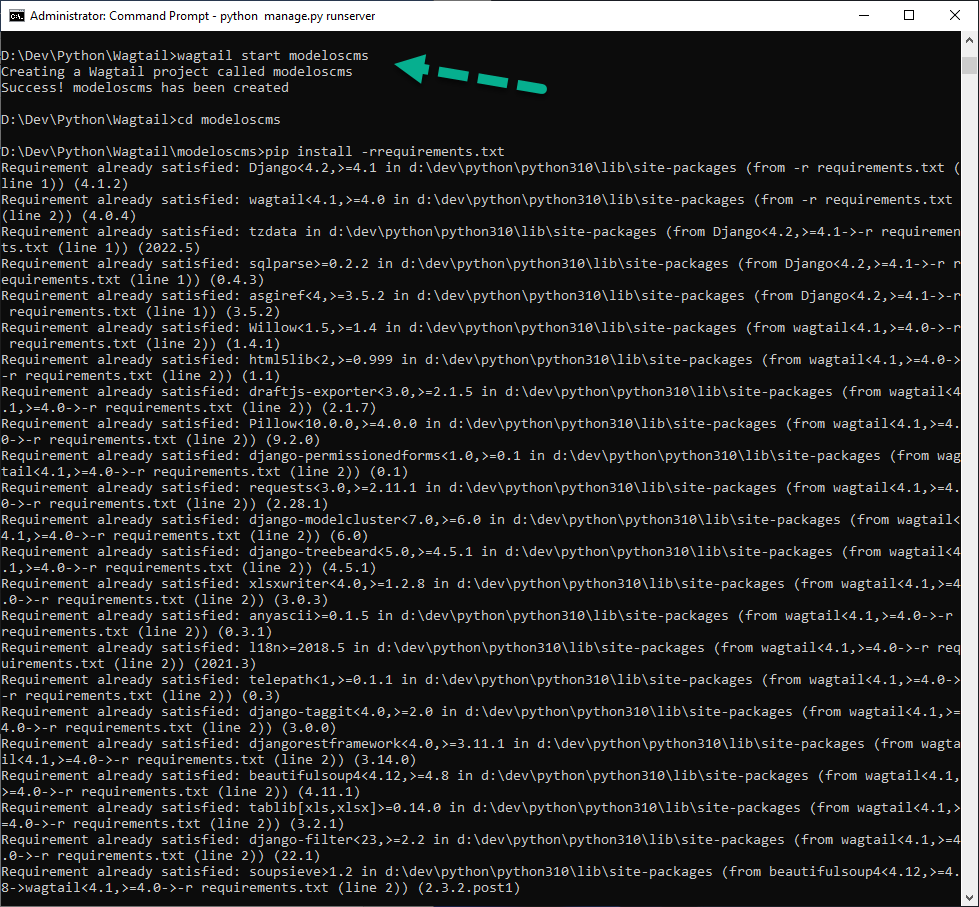 Administrator: Command Prompt - python  manage.py runserver
D:\Dev\Python\Wagtail>wagtail start modeloscms
Creating a Wagtail project called modeloscms
Success! modeloscms has been created
D:\Dev\Python\Wagtail>cd modeloscms
D:\Dev\Python\Wagtail\modeloscms>pip install -rrequirements.txt
Requirement already satisfied: Django<4.2,>=4.1 in d:\dev\python\python310\lib\site-packages (from -r requirements.txt (
line 1)) (4.1.2)
Requirement already satisfied: wagtail<4.1,>=4.0 in d:\dev\python\python310\lib\site-packages (from -r requirements.txt
(line 2)) (4.0.4)
Requirement already satisfied: tzdata in d:\dev\python\python310\lib\site-packages (from Django<4.2,>=4.1->-r requiremen
ts.txt (line 1)) (2022.5)
Requirement already satisfied: sqlparse>=0.2.2 in d:\dev\python\python310\lib\site-packages (from Django<4.2,>=4.1->-r r
equirements.txt (line 1)) (0.4.3)
Requirement already satisfied: asgiref<4,>=3.5.2 in d:\dev\python\python310\lib\site-packages (from Django<4.2,>=4.1->-r
 requirements.txt (line 1)) (3.5.2)
Requirement already satisfied: Willow<1.5,>=1.4 in d:\dev\python\python310\lib\site-packages (from wagtail<4.1,>=4.0->-r
 requirements.txt (line 2)) (1.4.1)
Requirement already satisfied: html5lib<2,>=0.999 in d:\dev\python\python310\lib\site-packages (from wagtail<4.1,>=4.0->
-r requirements.txt (line 2)) (1.1)
Requirement already satisfied: draftjs-exporter<3.0,>=2.1.5 in d:\dev\python\python310\lib\site-packages (from wagtail<4
.1,>=4.0->-r requirements.txt (line 2)) (2.1.7)
Requirement already satisfied: Pillow<10.0.0,>=4.0.0 in d:\dev\python\python310\lib\site-packages (from wagtail<4.1,>=4.
0->-r requirements.txt (line 2)) (9.2.0)
Requirement already satisfied: django-permissionedforms<1.0,>=0.1 in d:\dev\python\python310\lib\site-packages (from wag
tail<4.1,>=4.0->-r requirements.txt (line 2)) (0.1)
Requirement already satisfied: requests<3.0,>=2.11.1 in d:\dev\python\python310\lib\site-packages (from wagtail<4.1,>=4.
0->-r requirements.txt (line 2)) (2.28.1)
Requirement already satisfied: django-modelcluster<7.0,>=6.0 in d:\dev\python\python310\lib\site-packages (from wagtail<
4.1,>=4.0->-r requirements.txt (line 2)) (6.0)
Requirement already satisfied: django-treebeard<5.0,>=4.5.1 in d:\dev\python\python310\lib\site-packages (from wagtail<4
.1,>=4.0->-r requirements.txt (line 2)) (4.5.1)
Requirement already satisfied: xlsxwriter<4.0,>=1.2.8 in d:\dev\python\python310\lib\site-packages (from wagtail<4.1,>=4
.0->-r requirements.txt (line 2)) (3.0.3)
Requirement already satisfied: anyascii>=0.1.5 in d:\dev\python\python310\lib\site-packages (from wagtail<4.1,>=4.0->-r
requirements.txt (line 2)) (0.3.1)
Requirement already satisfied: l18n>=2018.5 in d:\dev\python\python310\lib\site-packages (from wagtail<4.1,>=4.0->-r req
uirements.txt (line 2)) (2021.3)
Requirement already satisfied: telepath<1,>=0.1.1 in d:\dev\python\python310\lib\site-packages (from wagtail<4.1,>=4.0->
-r requirements.txt (line 2)) (0.3)
Requirement already satisfied: django-taggit<4.0,>=2.0 in d:\dev\python\python310\lib\site-packages (from wagtail<4.1,>=
4.0->-r requirements.txt (line 2)) (3.0.0)
Requirement already satisfied: djangorestframework<4.0,>=3.11.1 in d:\dev\python\python310\lib\site-packages (from wagta
il<4.1,>=4.0->-r requirements.txt (line 2)) (3.14.0)
Requirement already satisfied: beautifulsoup4<4.12,>=4.8 in d:\dev\python\python310\lib\site-packages (from wagtail<4.1,
>=4.0->-r requirements.txt (line 2)) (4.11.1)
Requirement already satisfied: tablib[xls,xlsx]>=0.14.0 in d:\dev\python\python310\lib\site-packages (from wagtail<4.1,>
=4.0->-r requirements.txt (line 2)) (3.2.1)
Requirement already satisfied: django-filter<23,>=2.2 in d:\dev\python\python310\lib\site-packages (from wagtail<4.1,>=4
.0->-r requirements.txt (line 2)) (22.1)
Requirement already satisfied: soupsieve>1.2 in d:\dev\python\python310\lib\site-packages (from beautifulsoup4<4.12,>=4.
8->wagtail<4.1,>=4.0->-r requirements.txt (line 2)) (2.3.2.post1)